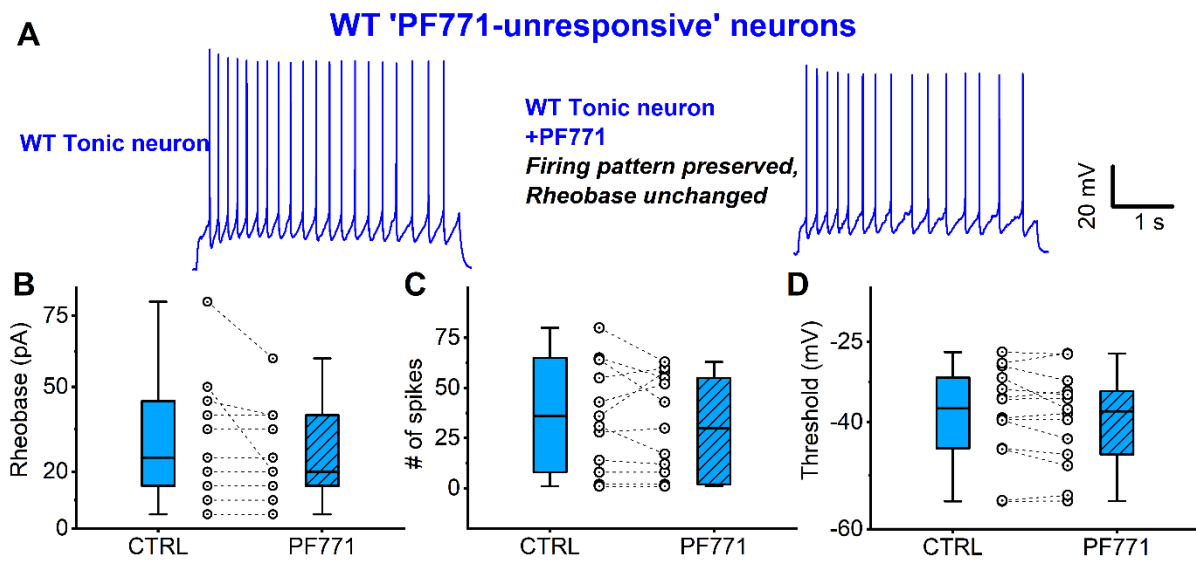 WT 'PF771-unresponsive' neurons
A
WT Tonic neuron
WT Tonic neuron
+PF771
Firing pattern preserved,
Rheobase unchanged
20 mV
1 s
B
Rheobase (pA)
75
50
20
0
CTRL
PF771
C
# of spikes
75
50
25
0
CTRL
PF771
D
Threshold (mV)
-25
-40
-60
CTRL
PF771